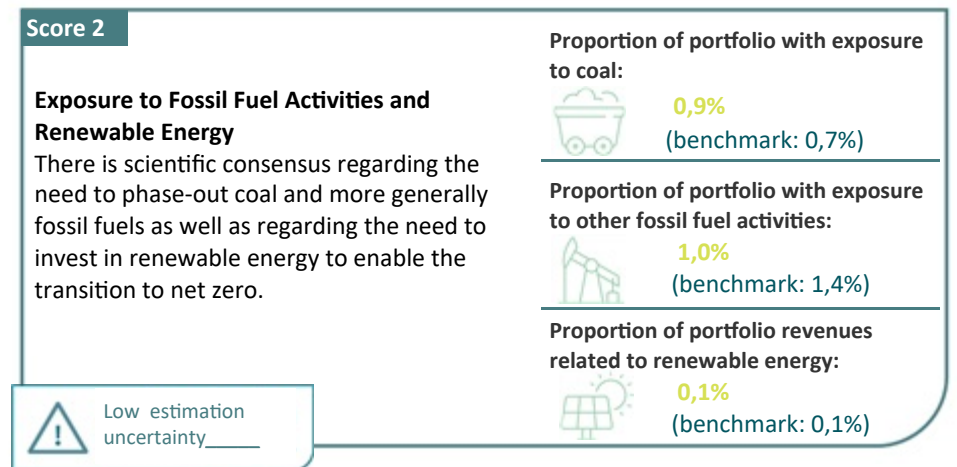 Score 2
Exposure to Fossil Fuel Activities and
Renewable Energy
There is scientific consensus regarding the
need to phase-out coal and more generally
fossil fuels as well as regarding the need to
invest in renewable energy to enable the
transition to net zero.
Low estimation
uncertainty_____
Proportion of portfolio with exposure
to coal:
0,9%
(benchmark: 0,7%)
Proportion of portfolio with exposure
to other fossil fuel activities:
1,0%
(benchmark: 1,4%)
Proportion of portfolio revenues
related to renewable energy:
0,1%
(benchmark: 0,1%)